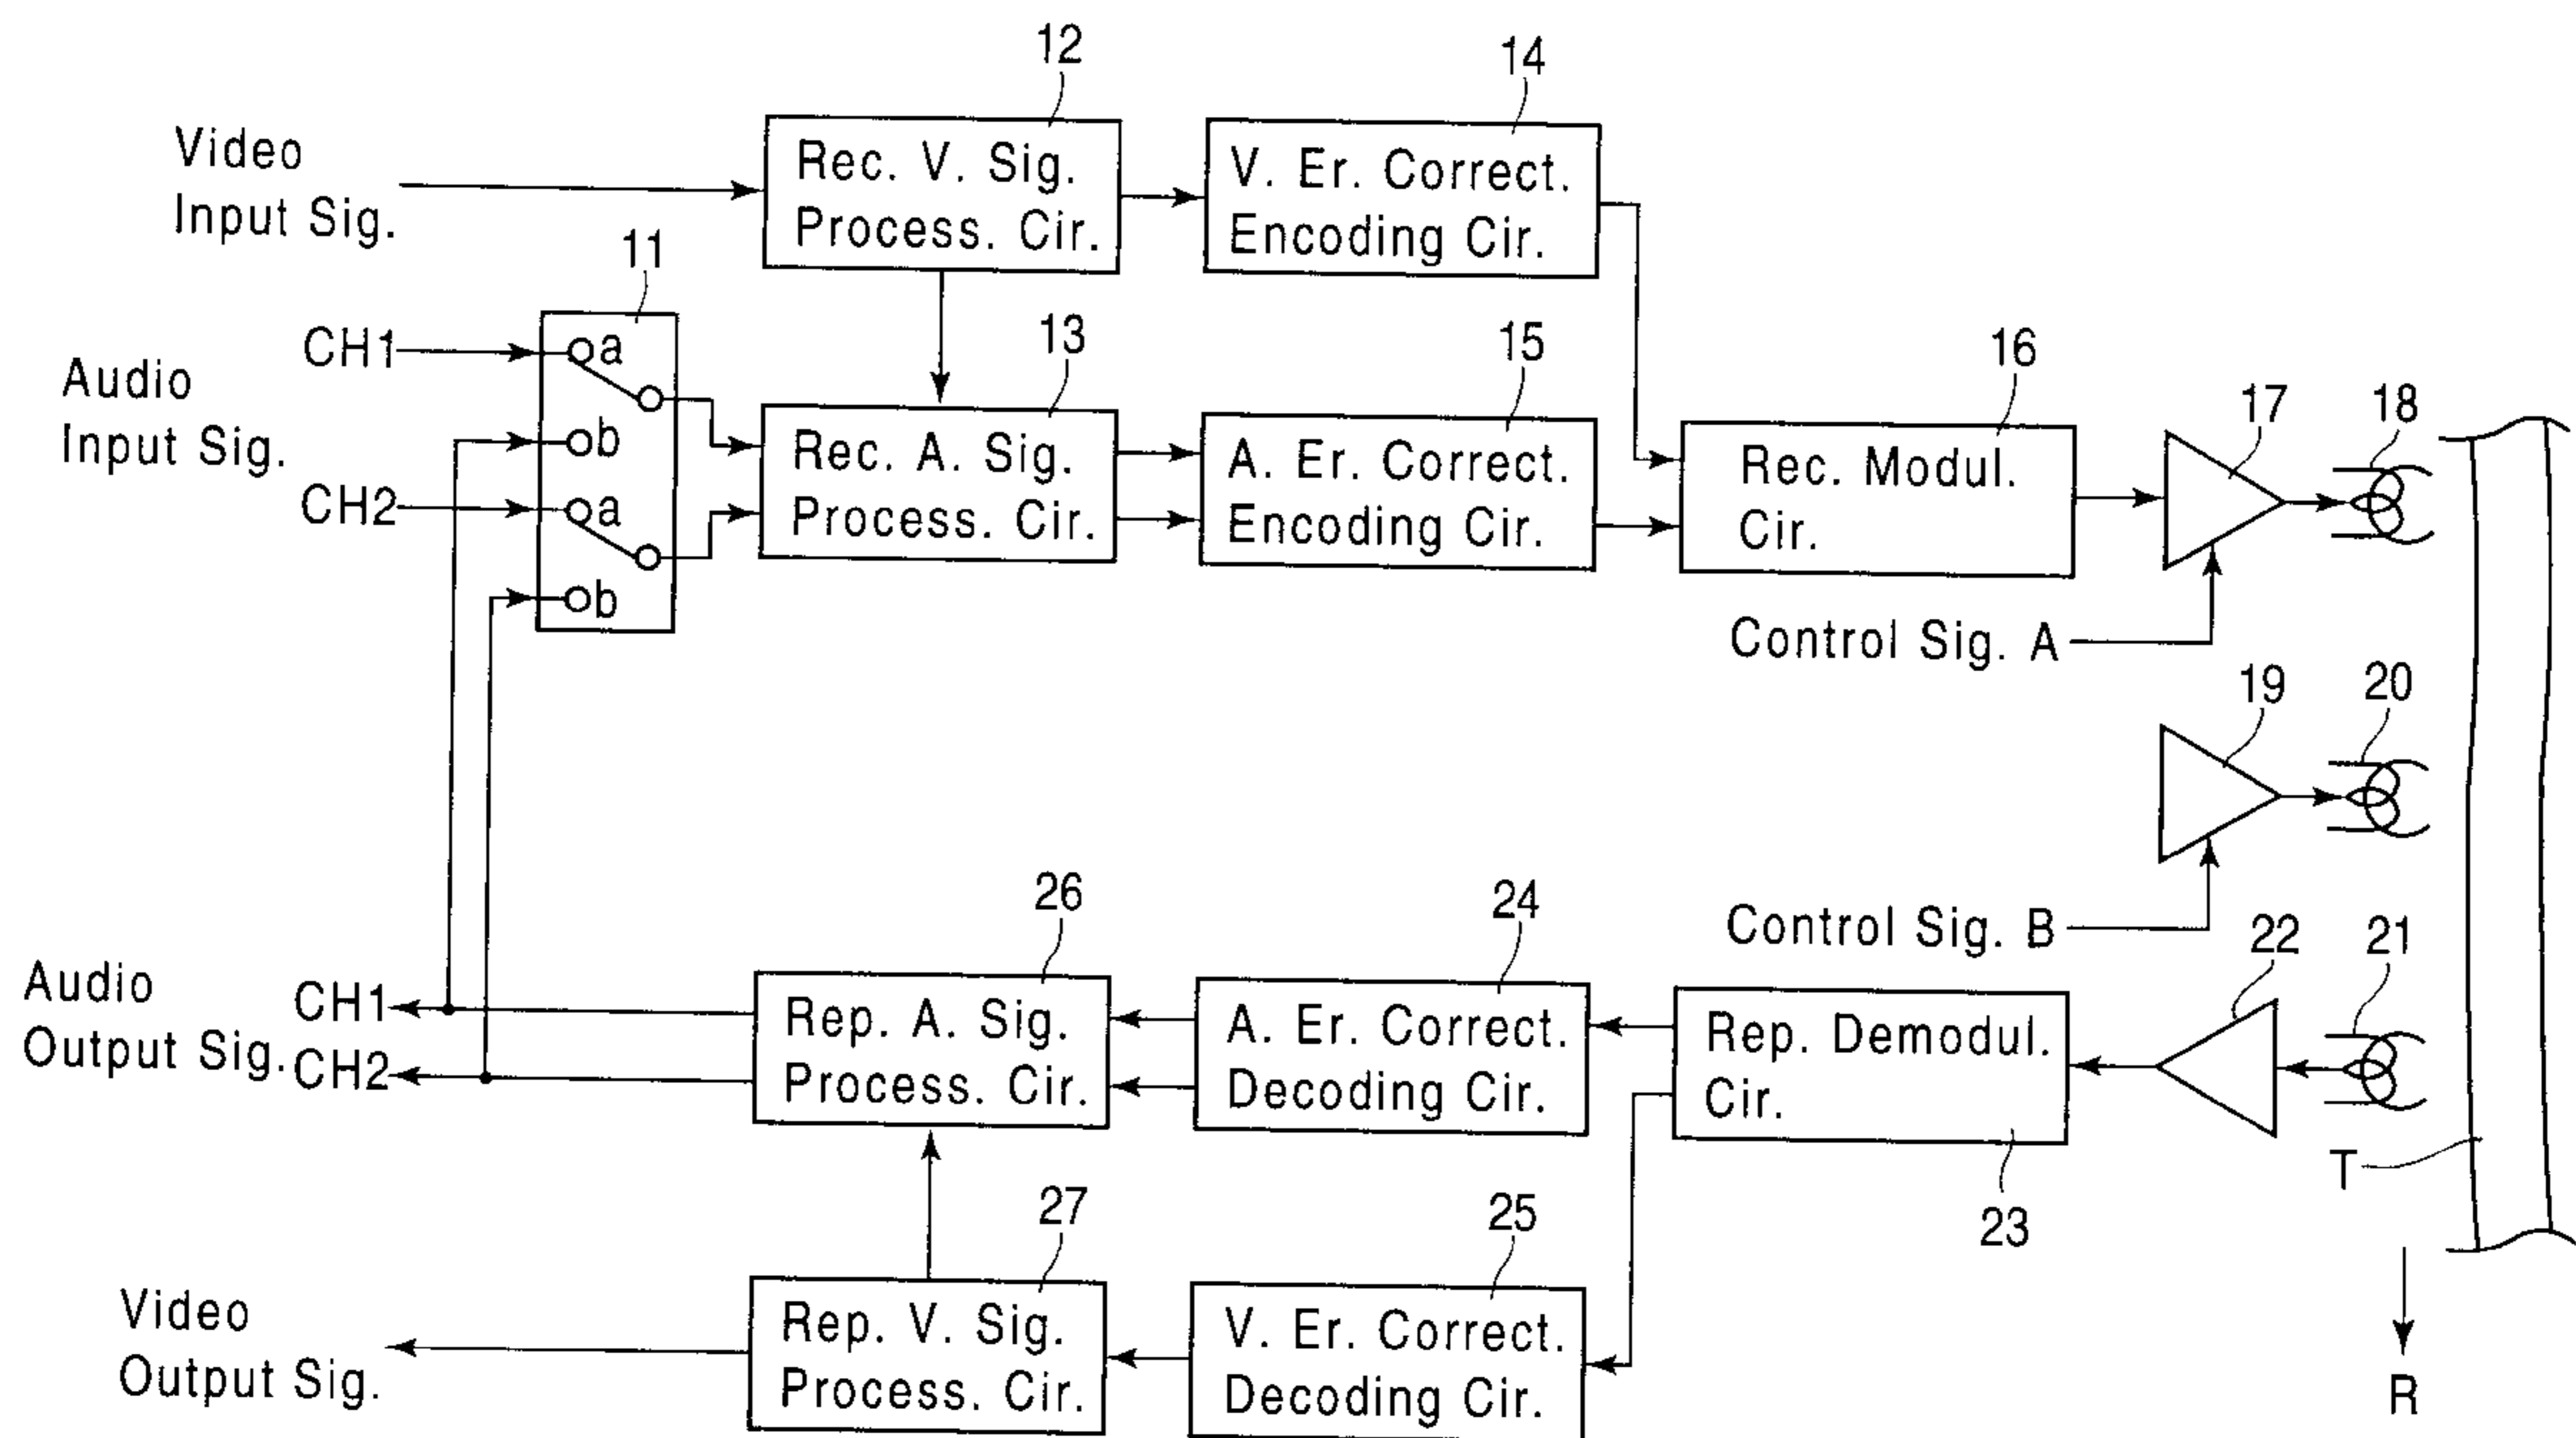 12
14
Video
Input Sig.
Rec. V. Sig.
Process. Cir.
V. Er. Correct.
Encoding Cir.
11
13
15
16
17
18
Audio
Input Sig.
CH1
a
b
CH2
a
b
Rec. A. Sig.
Process. Cir.
A. Er. Correct.
Encoding Cir.
Rec. Modul.
Cir.
Control Sig. A
19
20
Control Sig. B
26
24
22
21
Audio
Output Sig.
CH1
CH2
Rep. A. Sig.
Process. Cir.
A. Er. Correct.
Decoding Cir.
Rep. Demodul.
Cir.
T
23
27
25
Video
Output Sig.
Rep. V. Sig.
Process. Cir.
V. Er. Correct.
Decoding Cir.
R